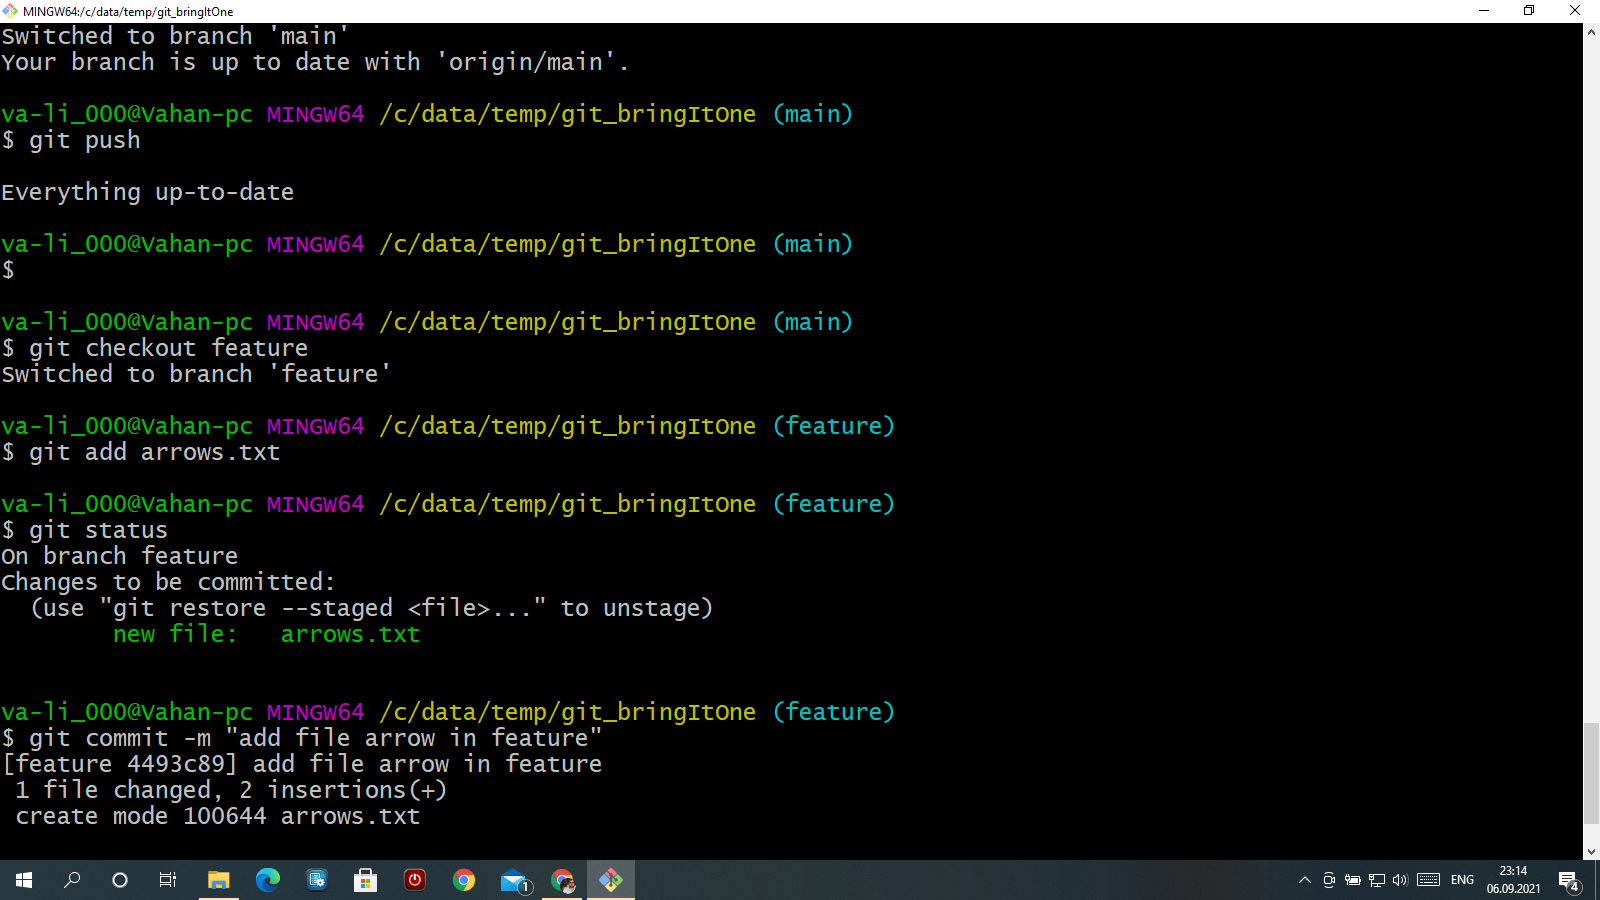 MINGW64:/c/data/temp/git_bringItOne
Switched to branch 'main'
Your branch is up to date with 'origin/main'.
va-li_000@Vahan-pc MINGW64 /c/data/temp/git_bringItOne (main)
$ git push
Everything up-to-date
va-li_000@Vahan-pc MINGW64 /c/data/temp/git_bringItOne (main)
$
va-li_000@Vahan-pc MINGW64 /c/data/temp/git_bringItOne (main)
$ git checkout feature
Switched to branch 'feature'
va-li_000@Vahan-pc MINGW64 /c/data/temp/git_bringItOne (feature)
$ git add arrows.txt
va-li_000@Vahan-pc MINGW64 /c/data/temp/git_bringItOne (feature)
$ git status
On branch feature
Changes to be committed:
  (use "git restore --staged <file>..." to unstage)
        new file:   arrows.txt
va-li_000@Vahan-pc MINGW64 /c/data/temp/git_bringItOne (feature)
$ git commit -m "add file arrow in feature"
[feature 4493c89] add file arrow in feature
 1 file changed, 2 insertions(+)
 create mode 100644 arrows.txt
1
ENG
23:14
06.09.2021
4